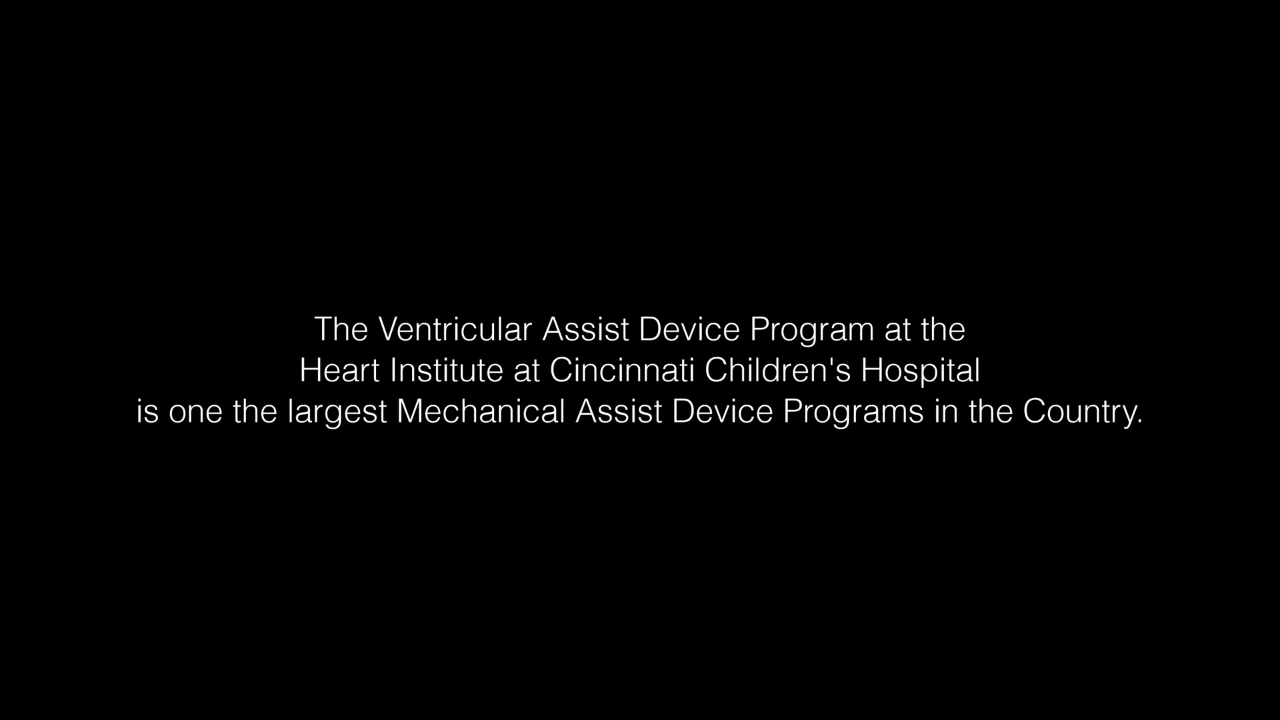 The Ventricular Assist Device Program at the
Heart Institute at Cincinnati Children's Hospital
is one the largest Mechanical Assist Device Programs in the Country.